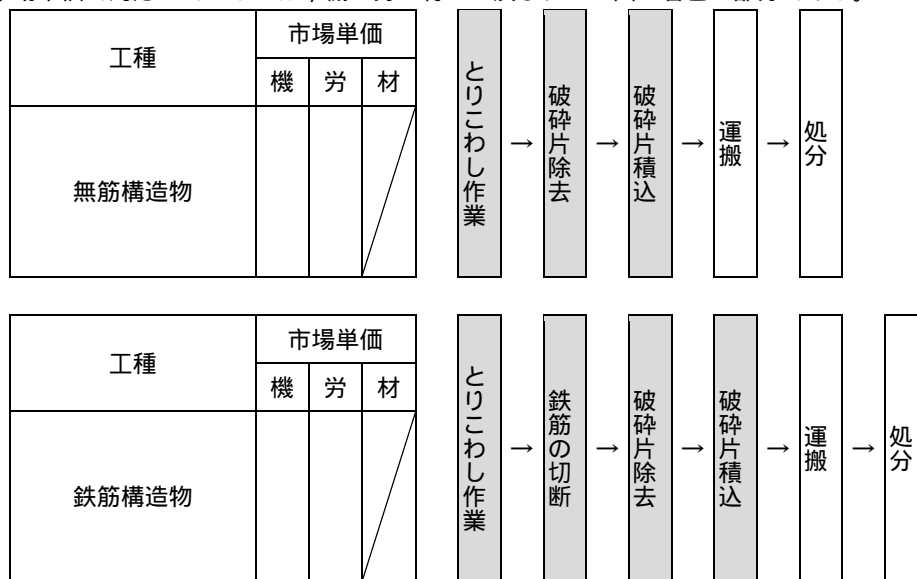 工種
市場単価
機 労 材
無筋構造物
とりこわし作業
→
破砕片除去
→
破砕片積込
→
運搬
→
処分
工種
市場単価
機 労 材
鉄筋構造物
とりこわし作業
→
鉄筋の切断
→
破砕片除去
→
破砕片積込
→
運搬
→
処分